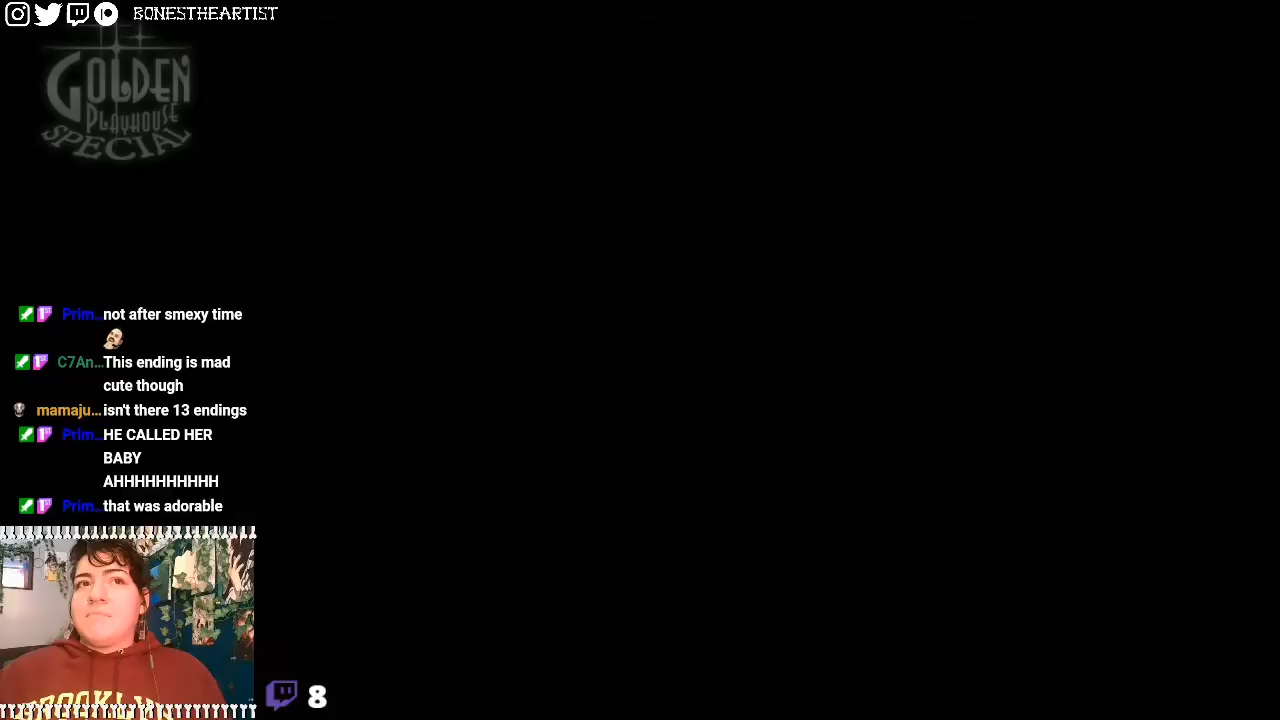 BONESTHEARTIST
GOLDEN
PLAYHOUSE
SPECIAL
Prim… not after smexy time
C7An… This ending is mad
cute though
mamaju… isn't there 13 endings
Prim… HE CALLED HER
BABY
AHHHHHHHHHH
Prim… that was adorable
BROOKLYN
8